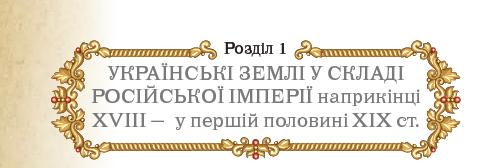 Розділ 1
УКРАЇНСЬКІ ЗЕМЛІ У СКЛАДІ
РОСІЙСЬКОЇ ІМПЕРІЇ наприкінці
XVIII — у першій половині XIX ст.